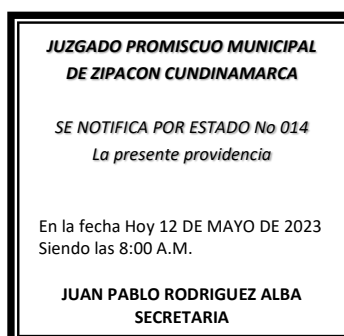 JUZGADO PROMISCUO MUNICIPAL
DE ZIPACON CUNDINAMARCA
SE NOTIFICA POR ESTADO No 014
La presente providencia
En la fecha Hoy 12 DE MAYO DE 2023
Siendo las 8:00 A.M.
JUAN PABLO RODRIGUEZ ALBA
SECRETARIA